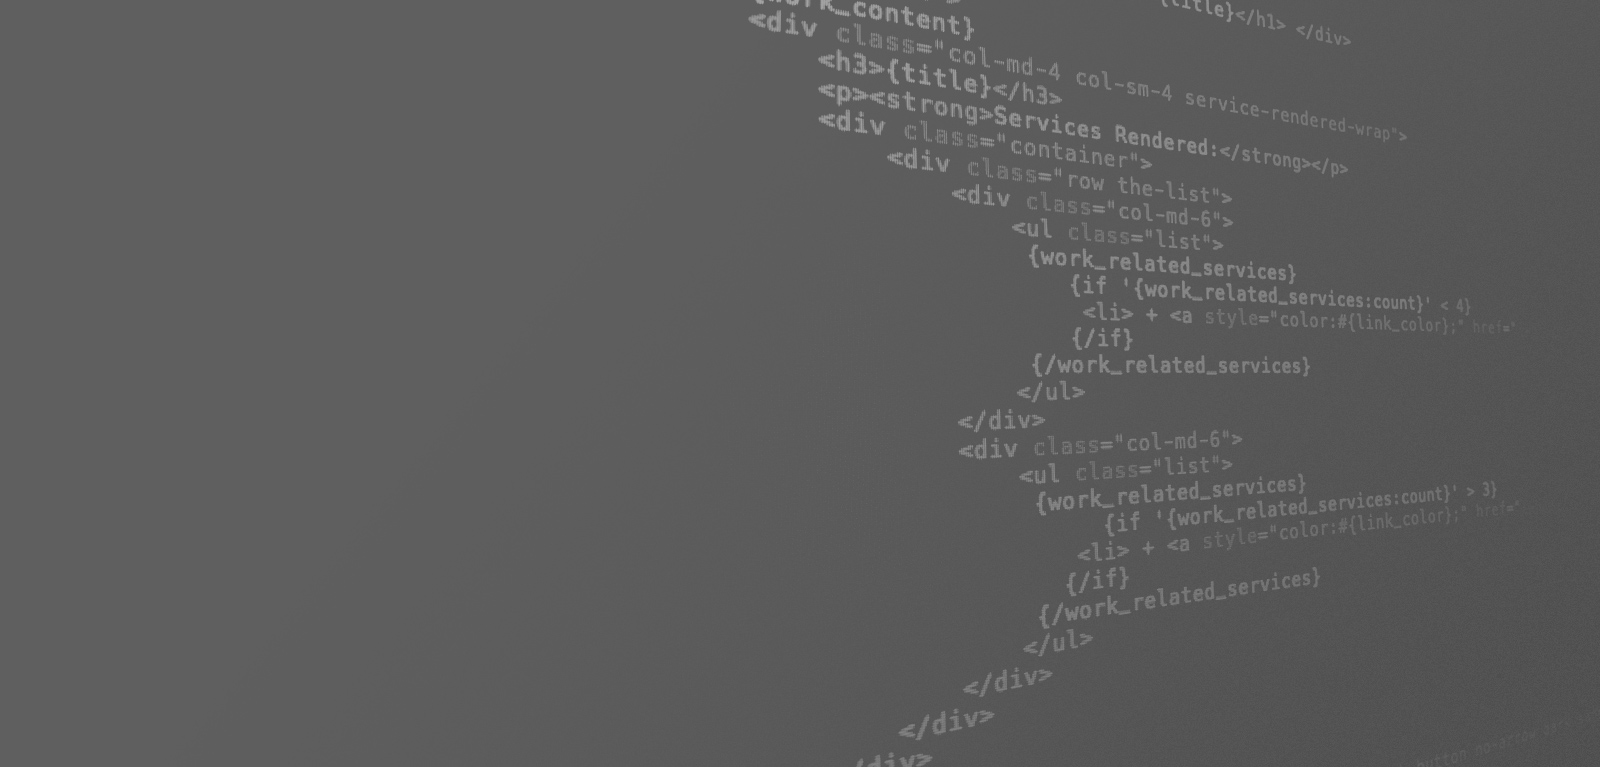 {title}</h1> </div>
{work_content}
<div class="col-md-4 col-sm-4 service-rendered-wrap">
<h3>{title}</h3>
<p><strong>Services Rendered:</strong></p>
<div class="container">
<div class="row the-list">
<div class="col-md-6">
<ul class="list">
{work_related_services}
{if '{work_related_services:count}' < 4}
<li> + <a style="color:#{link_color};" href="
{/if}
{/work_related_services}
</ul>
</div>
<div class="col-md-6">
<ul class="list">
{work_related_services}
{if '{work_related_services:count}' > 3}
<li> + <a style="color:#{link_color};" href="
{/if}
{/work_related_services}
</ul>
</div>
</div>
/div>
button no-arrow